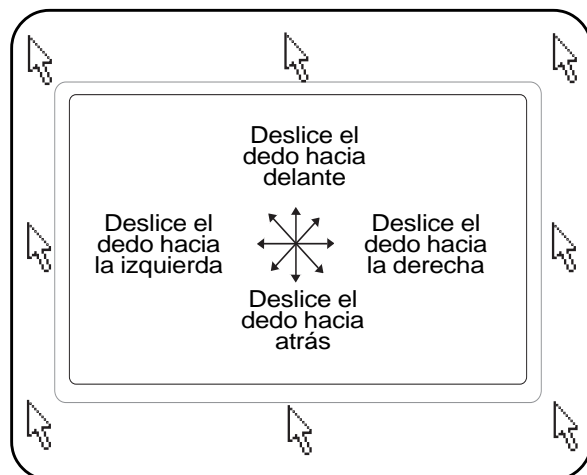 Deslice el
dedo hacia
delante
Deslice el
dedo hacia
la izquierda
Deslice el
dedo hacia
la derecha
Deslice el
dedo hacia
atrás